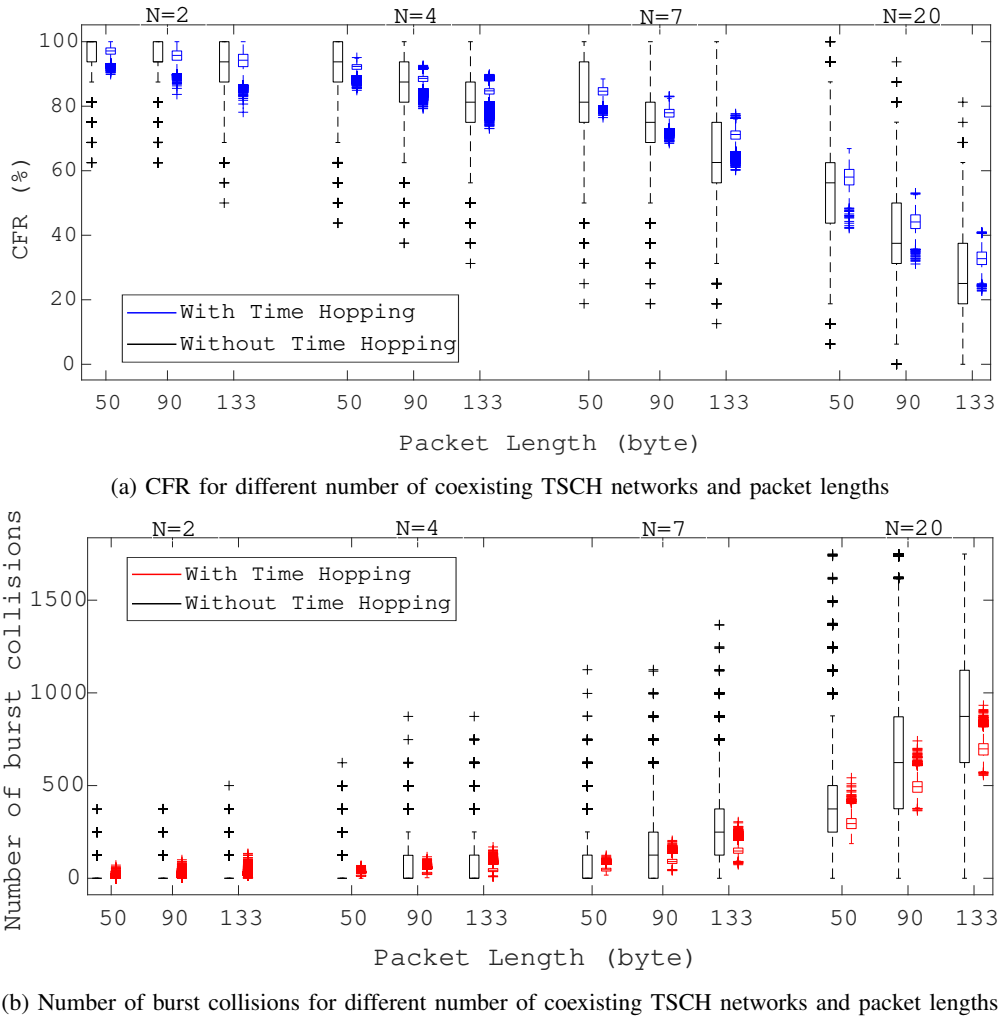 N=2 N=4 N=7 N=20
100
80
60
40
20
0
CFR (%)
With Time Hopping
Without Time Hopping
50 90 133 50 90 133 50 90 133 50 90 133
Packet Length (byte)
(a) CFR for different number of coexisting TSCH networks and packet lengths
N=2 N=4 N=7 N=20
1500
1000
500
0
Number of burst collisions
With Time Hopping
Without Time Hopping
50 90 133 50 90 133 50 90 133 50 90 133
Packet Length (byte)
(b) Number of burst collisions for different number of coexisting TSCH networks and packet lengths